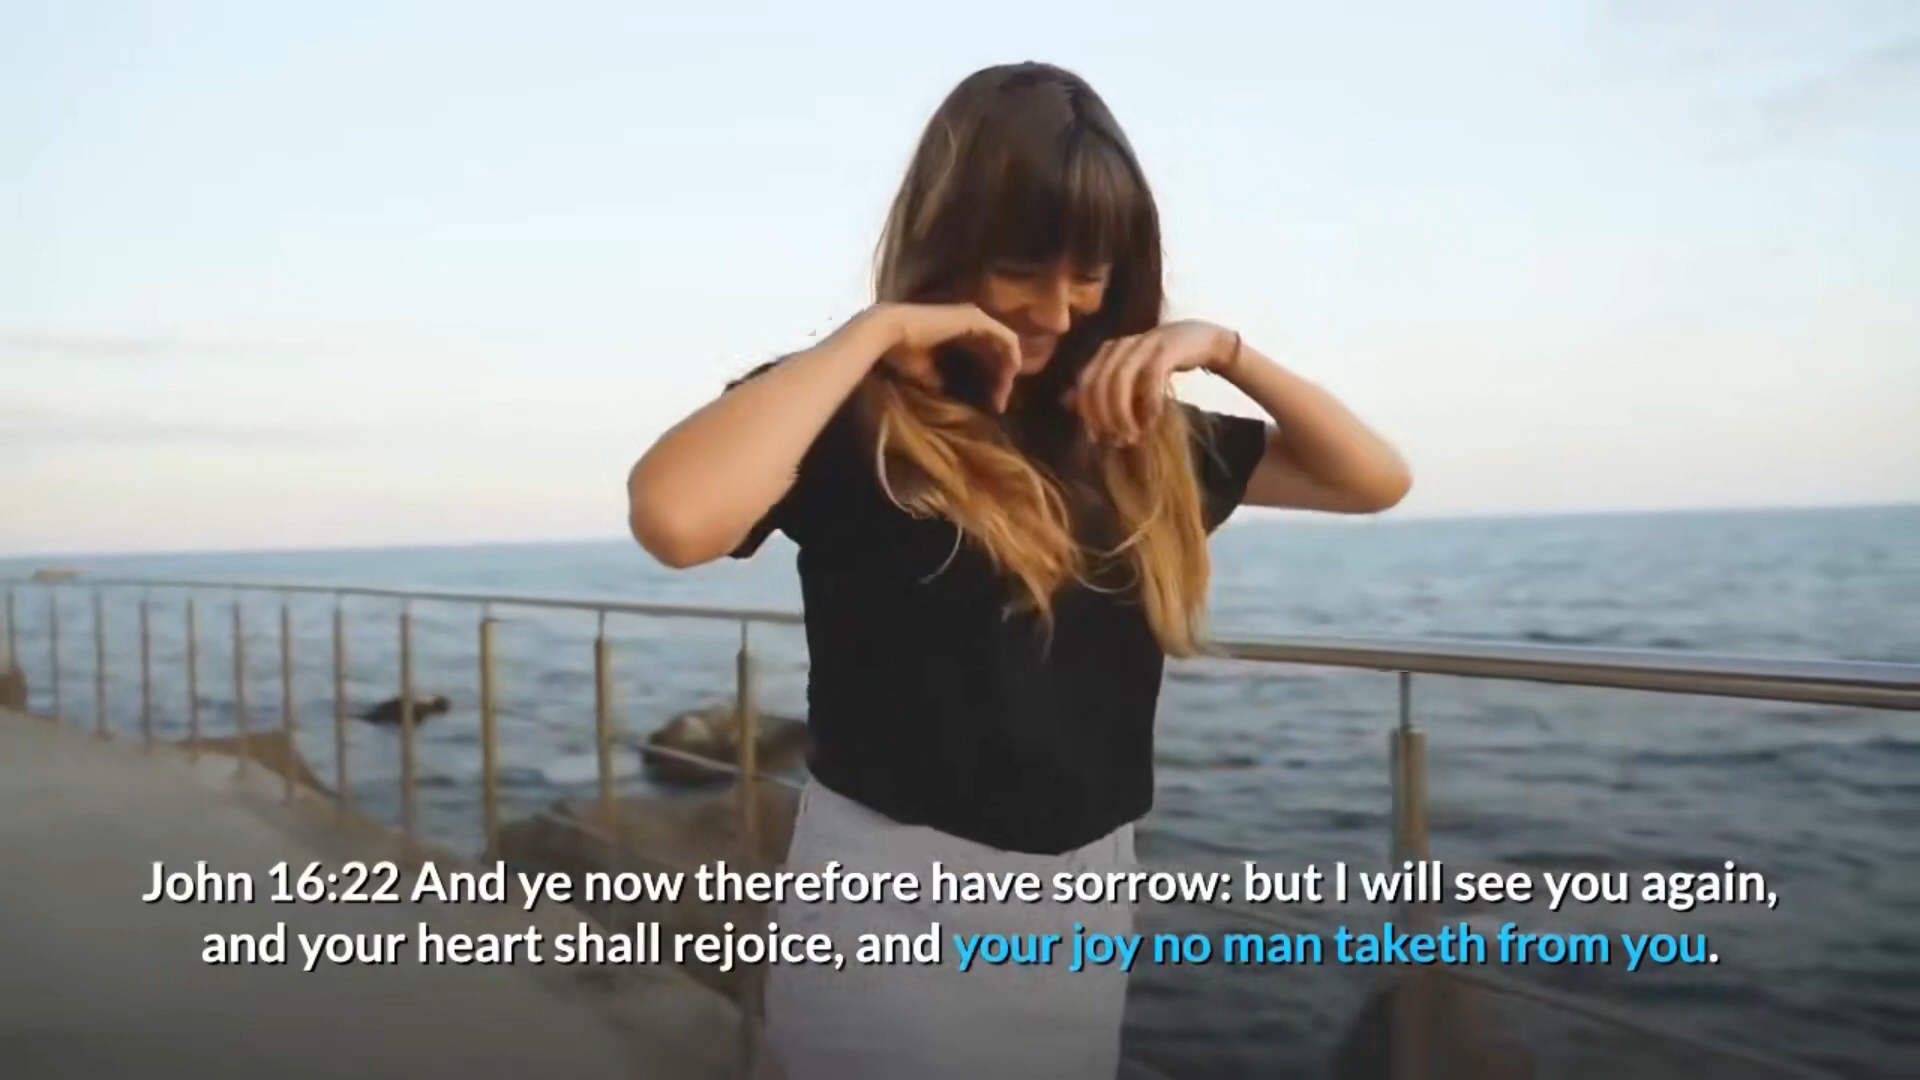 John 16:22 And ye now therefore have sorrow: but I will see you again,
and your heart shall rejoice, and your joy no man taketh from you.